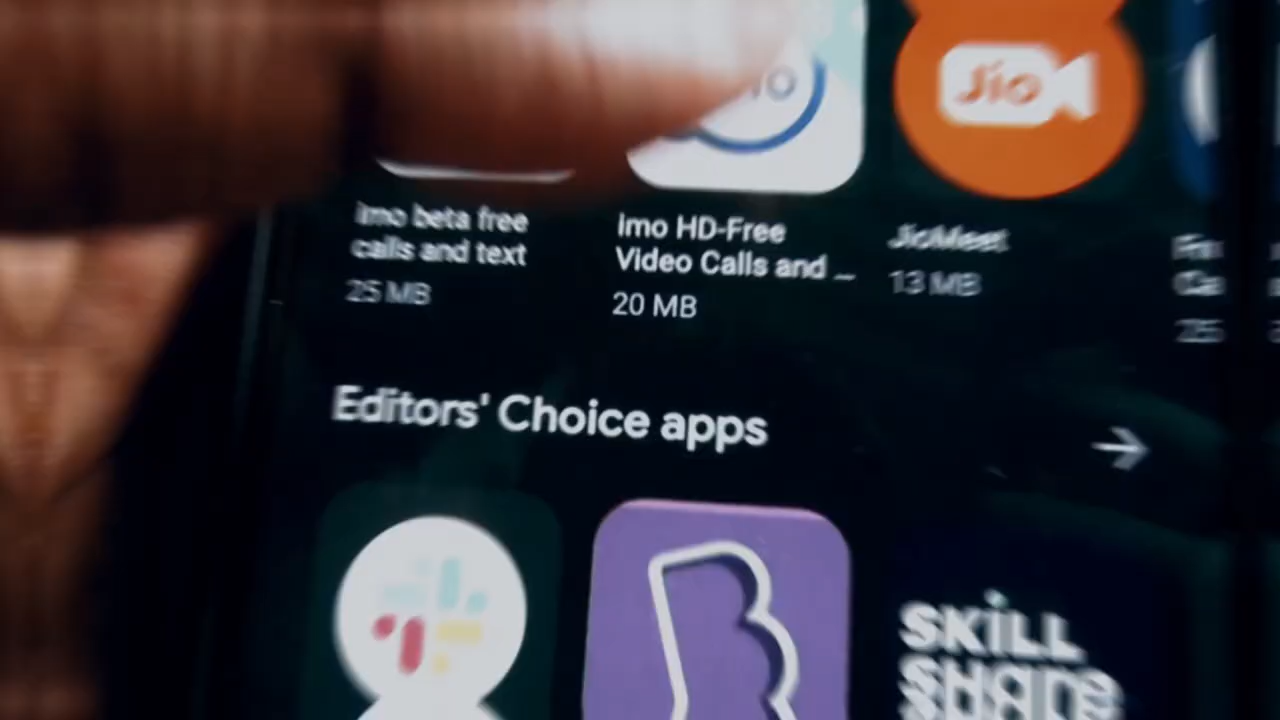 Jio
imo beta free
calls and text
25 MB
Imo HD-Free
Video Calls and ...
20 MB
JioMeet
13 MB
Editors' Choice apps
SKiLL
SHare